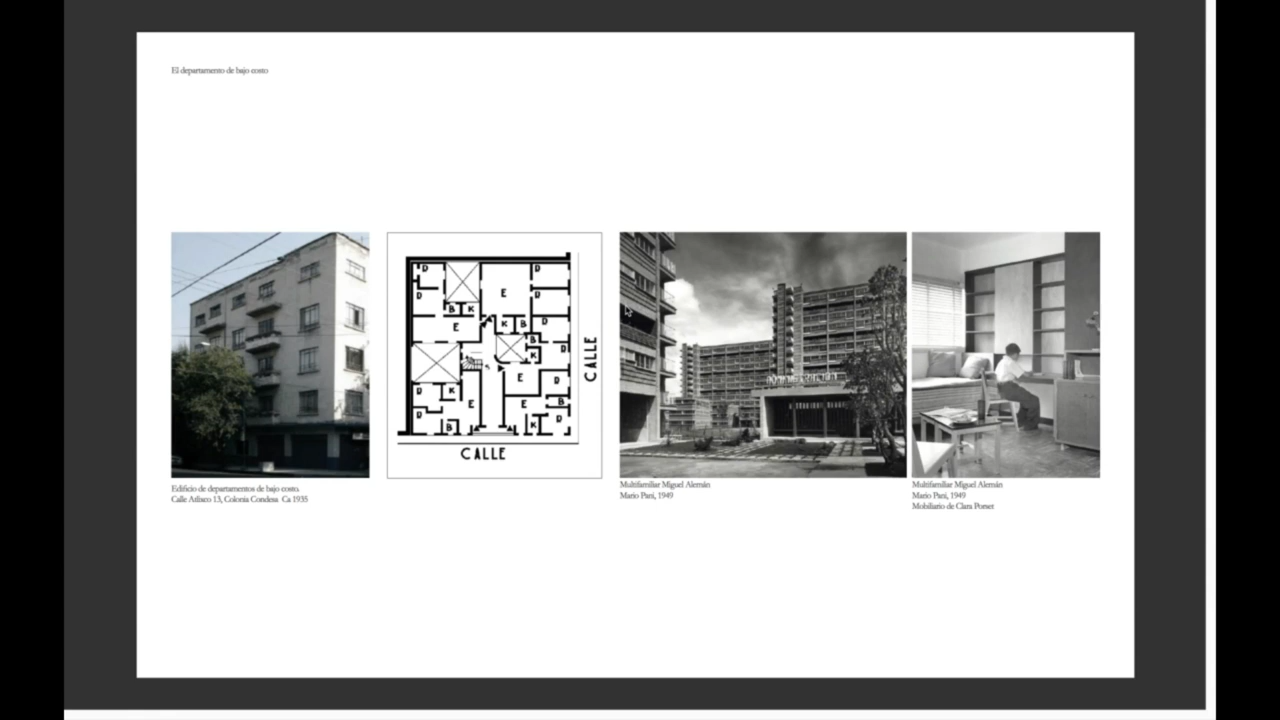 El departamento de bajo costo
D
D
E
D
D
B
K
E
K
B
D
B
K
D
D
K
E
D
E
E
B
D
B
K
D
CALLE
CALLE
Edificio de departamentos de bajo costo.
Calle Atlixco 13, Colonia Condesa Ca 1935
Multifamiliar Miguel Alemán
Mario Pani, 1949
Multifamiliar Miguel Alemán
Mario Pani, 1949
Mobiliario de Clara Porset